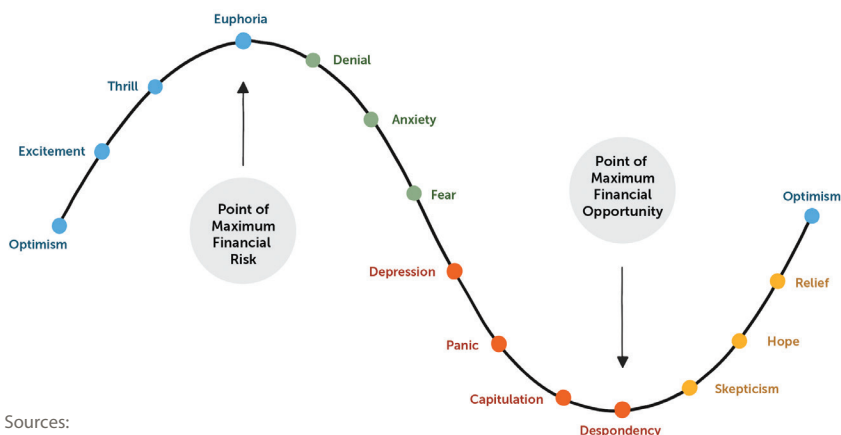 Euphoria
Denial
Thrill
Anxiety
Excitement
Point of
Maximum
Financial
Opportunity
Fear
Optimism
Point of
Maximum
Financial
Risk
Optimism
Depression
Relief
Panic
Hope
Skepticism
Capitulation
Despondency
Sources: